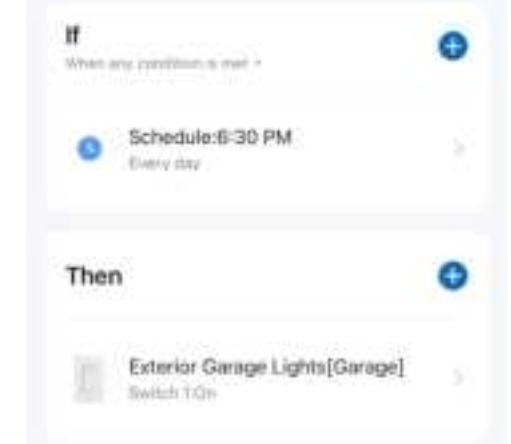 If
When any condition is met
Schedule:6:30 PM
Every day
Then
Exterior Garage Lights[Garage]
Switch 1:On